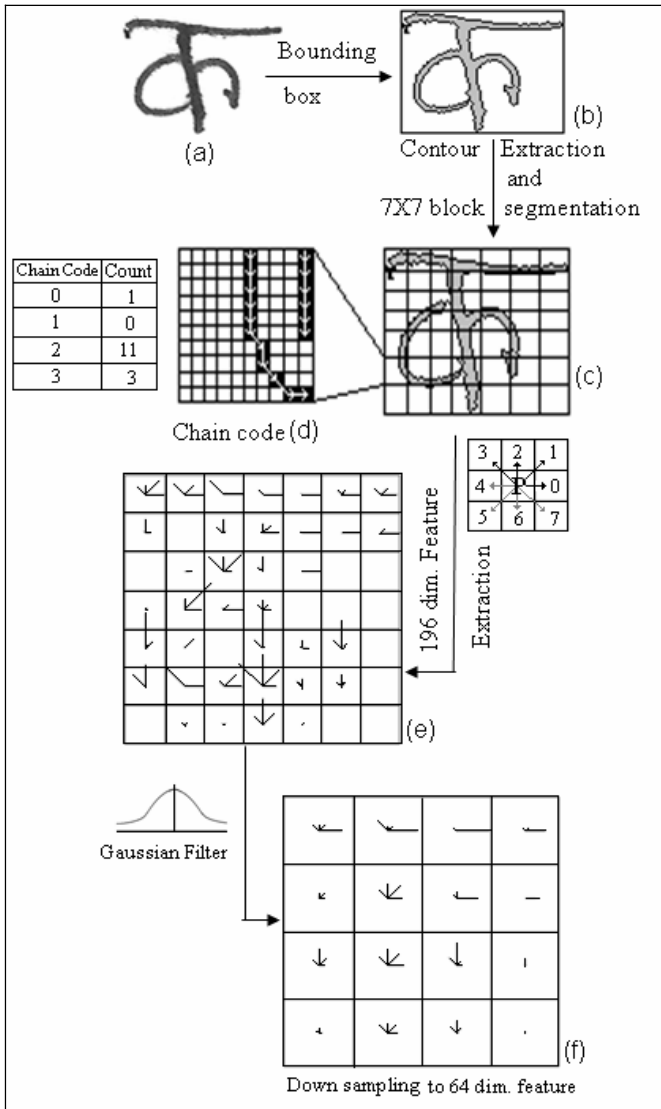 क
Bounding
box
(a)
(b)
Contour Extraction
and
7X7 block segmentation
Chain Code Count
0 1
1 0
2 11
3 3
Chain code (d)
(c)
3 2 1
4 P 0
5 6 7
196 dim. Feature
Extraction
(e)
Gaussian Filter
(f)
Down sampling to 64 dim. feature